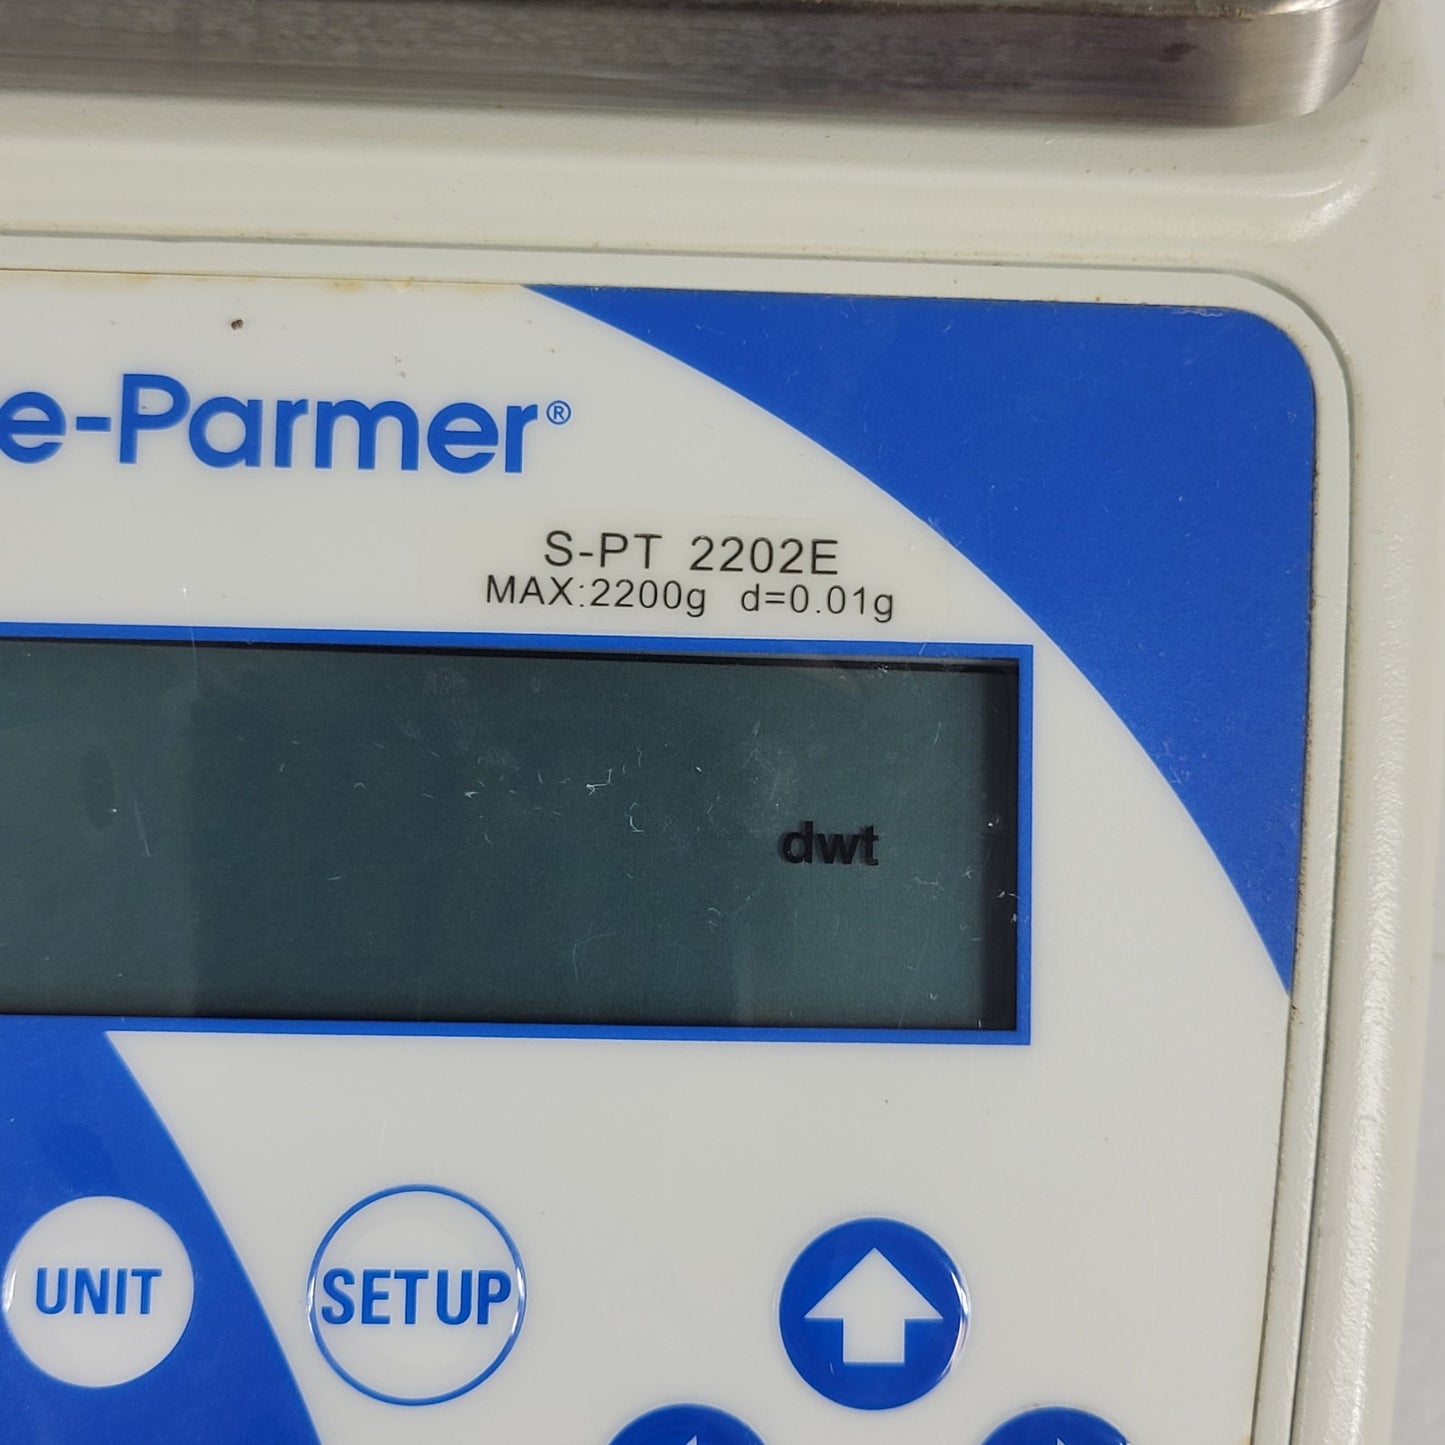 e-Parmer®
S-PT 2202E
MAX:2200g d=0.01g
dwt
UNIT
SETUP